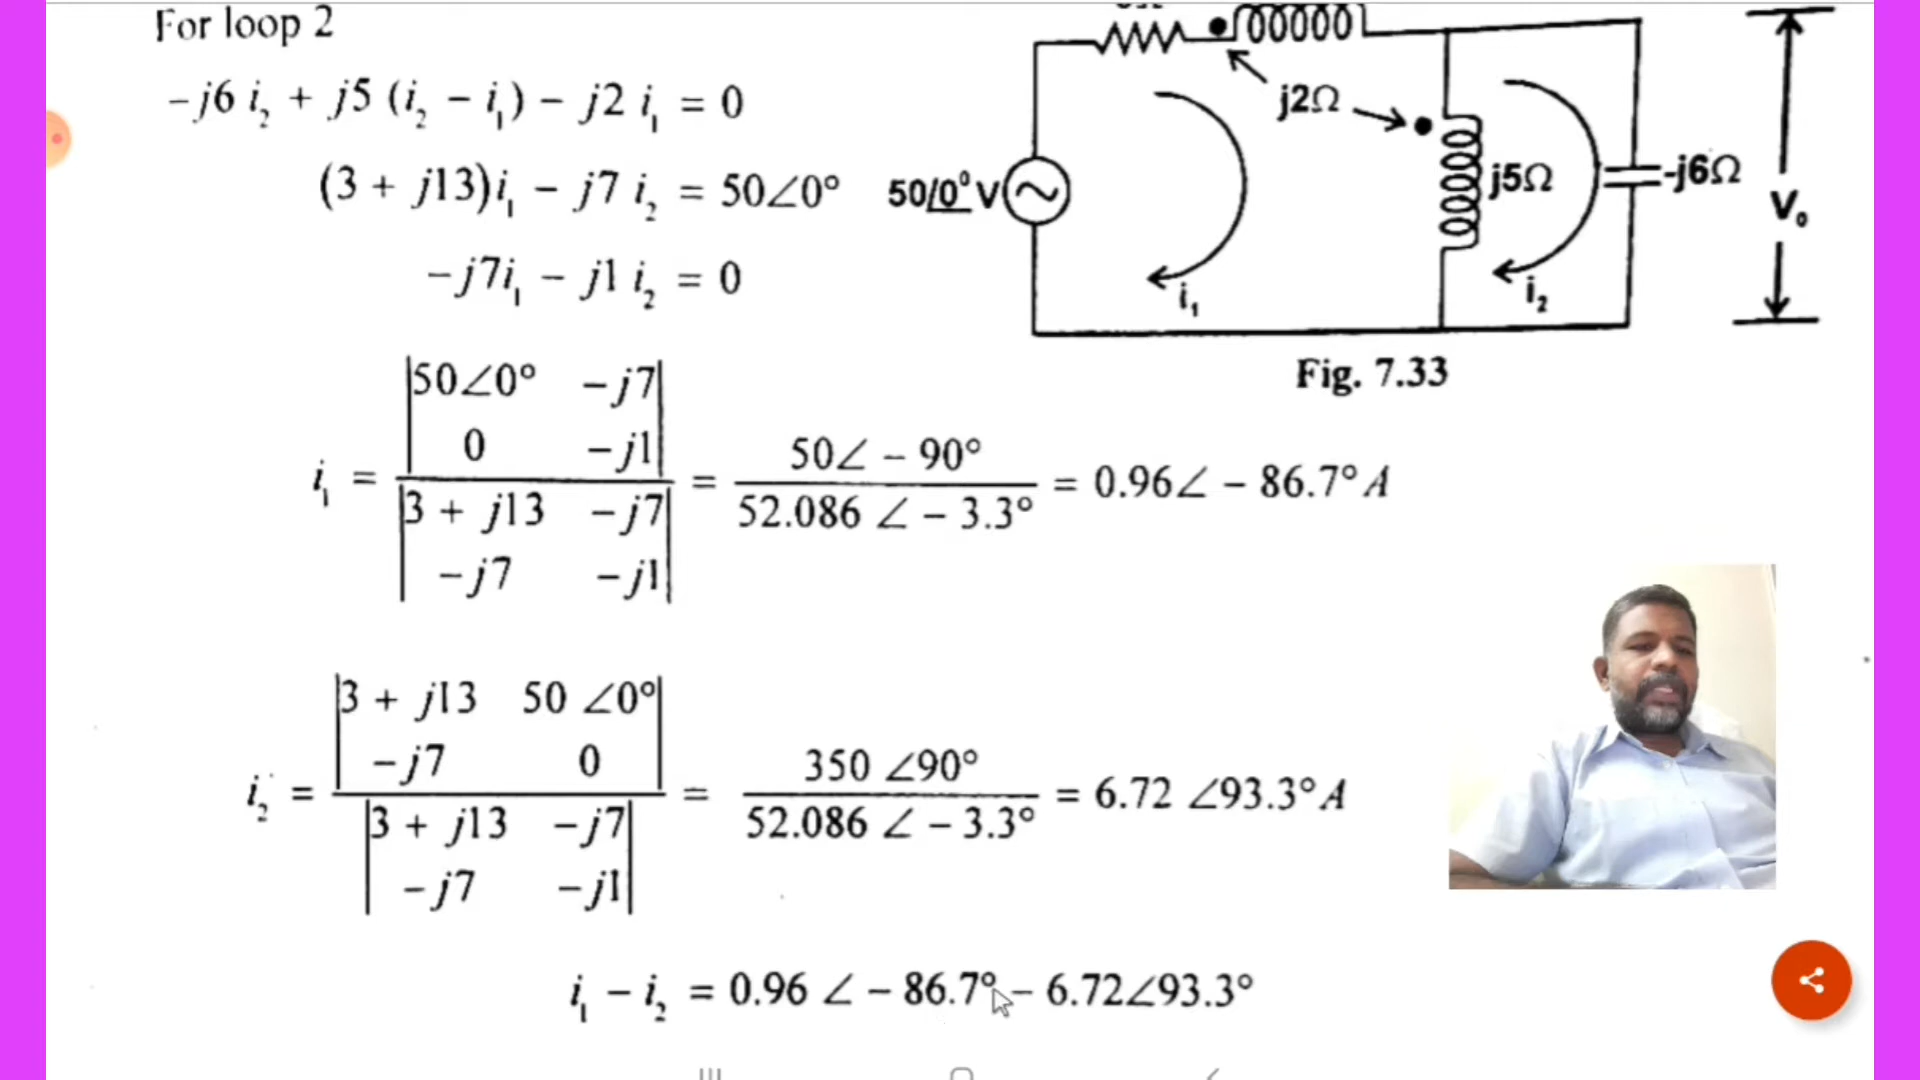 For loop 2
−j6 i₂ + j5 (i₂ − i₁) − j2 i₁ = 0
(3 + j13)i₁ − j7 i₂ = 50∠0°
−j7i₁ − j1 i₂ = 0
j2Ω
50/0° V
j5Ω
-j6Ω
V₀
i₁
i₂
Fig. 7.33
i₁ = |50∠0° −j7| / |3 + j13 −j7| = 50∠ − 90° / 52.086 ∠ − 3.3° = 0.96∠ − 86.7° A
|0 −j1| / |−j7 −j1|
i₂ = |3 + j13 50 ∠0°| / |3 + j13 −j7| = 350 ∠90° / 52.086 ∠ − 3.3° = 6.72 ∠93.3° A
|−j7 0| / |−j7 −j1|
i₁ − i₂ = 0.96 ∠ − 86.7° − 6.72∠93.3°